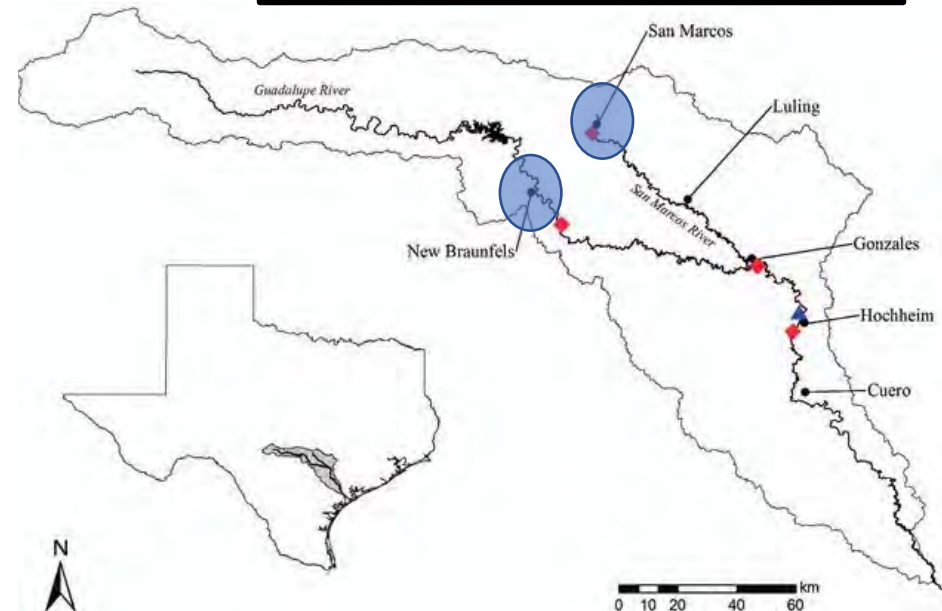 San Marcos
Guadalupe River
Luling
San Marcos River
New Braunfels
Gonzales
Hochheim
Cuero
N
km
0 10 20 40 60